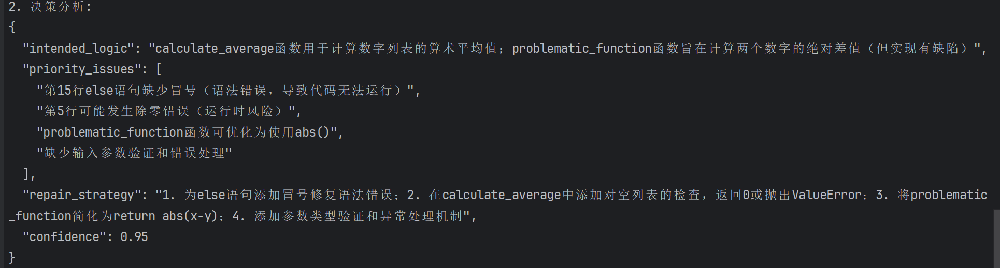 2. 决策分析:
{
  "intended_logic": "calculate_average函数用于计算数字列表的算术平均值；problematic_function函数旨在计算两个数字的绝对差值（但实现有缺陷）",
  "priority_issues": [
    "第15行else语句缺少冒号（语法错误，导致代码无法运行）",
    "第5行可能发生除零错误（运行时风险）",
    "problematic_function函数可优化为使用abs()",
    "缺少输入参数验证和错误处理"
  ],
  "repair_strategy": "1. 为else语句添加冒号修复语法错误；2. 在calculate_average中添加对空列表的检查，返回0或抛出ValueError；3. 将problematic
_function简化为return abs(x-y)；4. 添加参数类型验证和异常处理机制",
  "confidence": 0.95
}